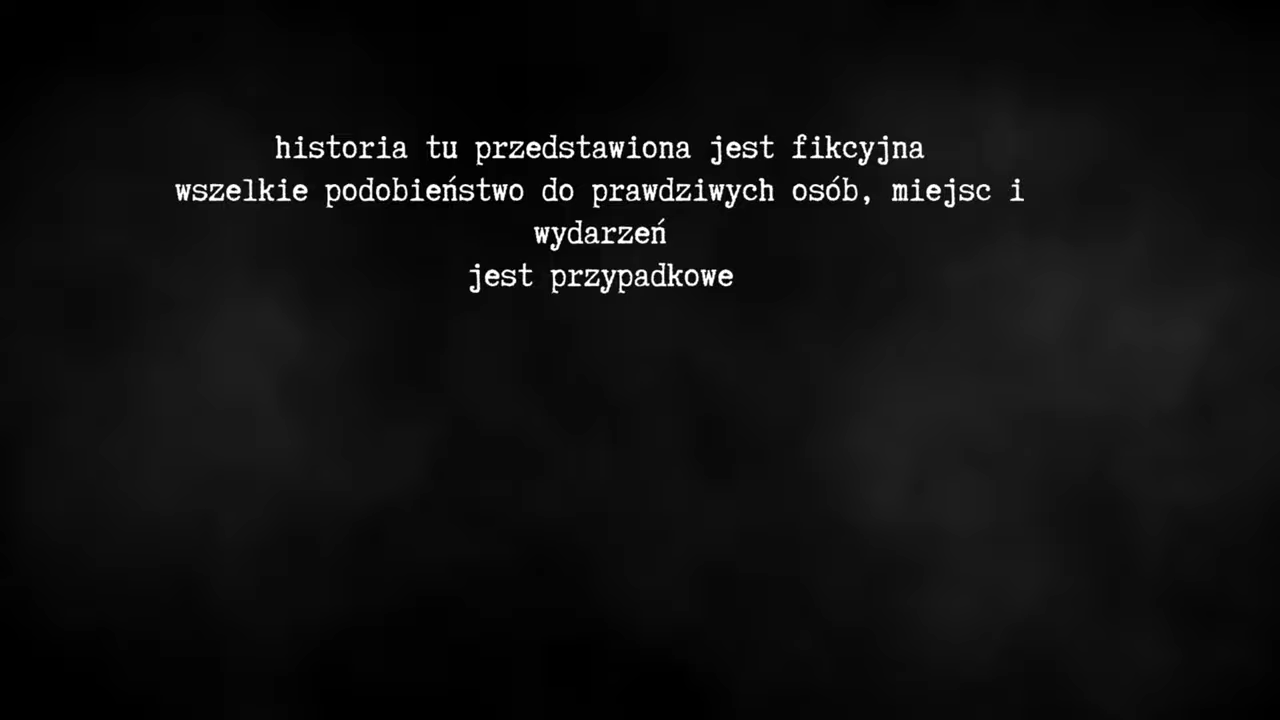 historia tu przedstawiona jest fikcyjna
wszelkie podobieństwo do prawdziwych osób, miejsc i
wydarzeń
jest przypadkowe